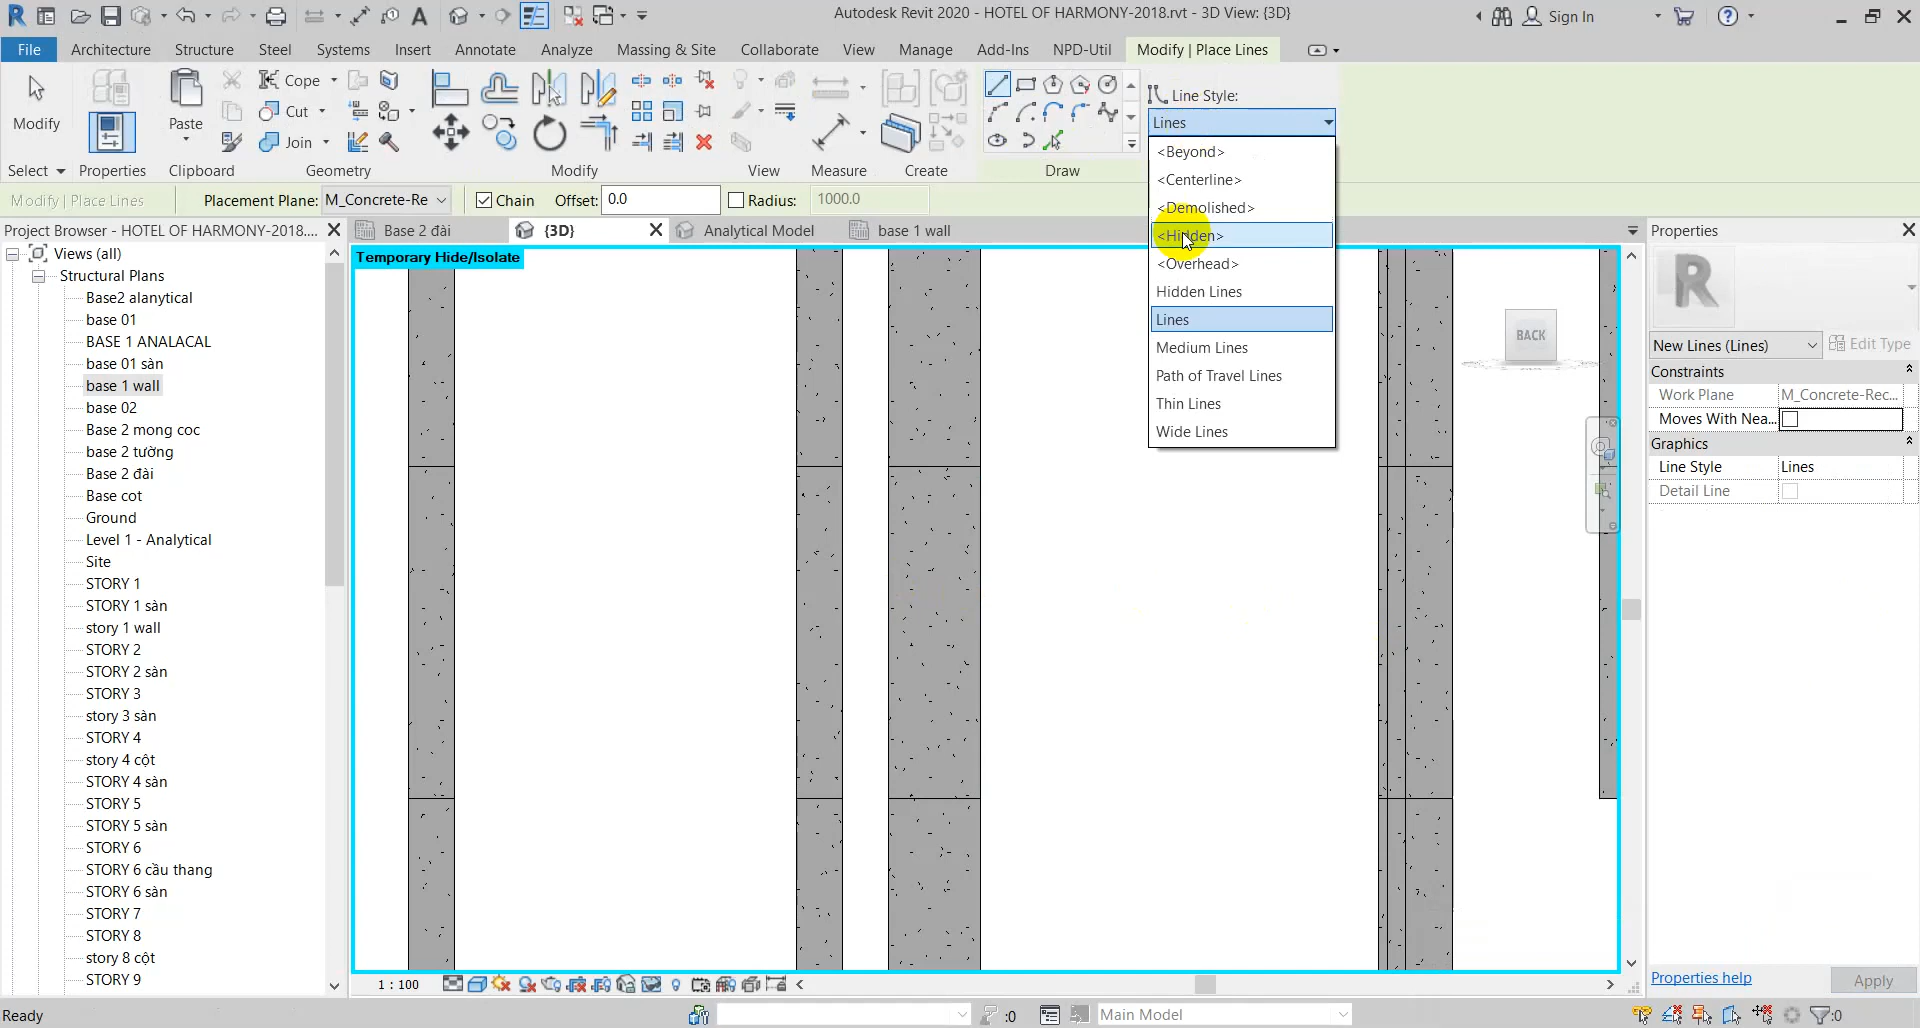 Autodesk Revit 2020 - HOTEL OF HARMONY-2018.rvt - 3D View: {3D}
Sign In
File Architecture Structure Steel Systems Insert Annotate Analyze Massing & Site Collaborate View Manage Add-Ins NPD-Util Modify | Place Lines
Modify
Paste
Cope
Cut
Join
Line Style:
Lines
Select Properties Clipboard Geometry Modify View Measure Create Draw
Modify | Place Lines
Placement Plane: M_Concrete-Re
Chain
Offset: 0.0
Radius: 1000.0
<Beyond>
<Centerline>
<Demolished>
<Hidden>
<Overhead>
Hidden Lines
Lines
Medium Lines
Path of Travel Lines
Thin Lines
Wide Lines
Project Browser - HOTEL OF HARMONY-2018....
Base 2 đài
{3D}
Analytical Model
base 1 wall
Views (all)
Structural Plans
Base2 alanytical
base 01
BASE 1 ANALACAL
base 01 sàn
base 1 wall
base 02
Base 2 mong coc
base 2 tường
Base 2 đài
Base cot
Ground
Level 1 - Analytical
Site
STORY 1
STORY 1 sàn
story 1 wall
STORY 2
STORY 2 sàn
STORY 3
story 3 sàn
STORY 4
story 4 cột
STORY 4 sàn
STORY 5
STORY 5 sàn
STORY 6
STORY 6 cầu thang
STORY 6 sàn
STORY 7
STORY 8
story 8 cột
STORY 9
Temporary Hide/Isolate
BACK
Properties
R
New Lines (Lines)
Edit Type
Constraints
Work Plane M_Concrete-Rec...
Moves With Nea...
Graphics
Line Style Lines
Detail Line
Properties help
Apply
1 : 100
Ready
:0
Main Model
:0